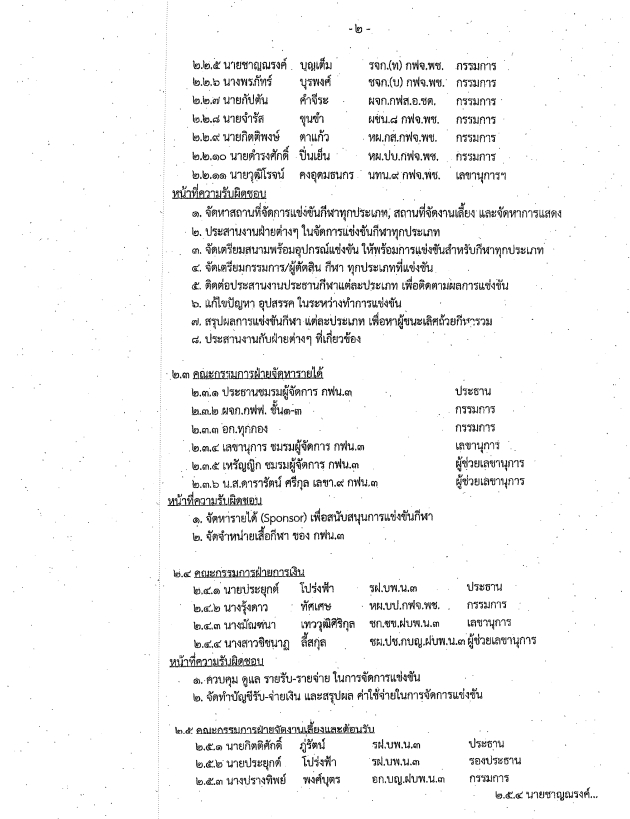 -๒-
๒.๒.๕ นายชาญณรงค์ บุญเต็ม รจก.(ท) กฟจ.พช. กรรมการ
๒.๒.๖ นางพรภัทร์ บุรพงศ์ ชจก.(บ) กฟจ.พช. กรรมการ
๒.๒.๗ นายกัปตัน คำจีระ ผจก.กฟส.อ.ชต. กรรมการ
๒.๒.๘ นายจำรัส ขุนขำ ผชน.๘ กฟจ.พช. กรรมการ
๒.๒.๙ นายกิตติพงษ์ ตาแก้ว หผ.กส.กฟจ.พช. กรรมการ
๒.๒.๑๐ นายดำรงศักดิ์ ปิ่นเย็น หผ.ปบ.กฟจ.พช. กรรมการ
๒.๒.๑๑ นายวุฒิโรจน์ คงอุดมธนกร นทน.๙ กฟจ.พช. เลขานุการฯ
หน้าที่ความรับผิดชอบ
๑. จัดหาสถานที่จัดการแข่งขันกีฬาทุกประเภท, สถานที่จัดงานเลี้ยง และจัดหาการแสดง
๒. ประสานงานฝ่ายต่างๆ ในจัดการแข่งขันกีฬาทุกประเภท
๓. จัดเตรียมสนามพร้อมอุปกรณ์แข่งขัน ให้พร้อมการแข่งขันสำหรับกีฬาทุกประเภท
๔. จัดเตรียมกรรมการ/ผู้ตัดสิน กีฬา ทุกประเภทที่แข่งขัน
๕. ติดต่อประสานงานประธานกีฬาแต่ละประเภท เพื่อติดตามผลการแข่งขัน
๖. แก้ไขปัญหา อุปสรรค ในระหว่างทำการแข่งขัน
๗. สรุปผลการแข่งขันกีฬา แต่ละประเภท เพื่อหาผู้ชนะเลิศถ้วยกีฬารวม
๘. ประสานงานกับฝ่ายต่างๆ ที่เกี่ยวข้อง
๒.๓ คณะกรรมการฝ่ายจัดหารายได้
๒.๓.๑ ประธานชมรมผู้จัดการ กฟน.๓ ประธาน
๒.๓.๒ ผจก.กฟฟ. ชั้น๑-๓ กรรมการ
๒.๓.๓ อก.ทุกกอง กรรมการ
๒.๓.๔ เลขานุการ ชมรมผู้จัดการ กฟน.๓ เลขานุการ
๒.๓.๕ เหรัญญิก ชมรมผู้จัดการ กฟน.๓ ผู้ช่วยเลขานุการ
๒.๓.๖ น.ส.ดารารัตน์ ศรีกุล เลขา.๙ กฟน.๓ ผู้ช่วยเลขานุการ
หน้าที่ความรับผิดชอบ
๑. จัดหารายได้ (Sponsor) เพื่อสนับสนุนการแข่งขันกีฬา
๒. จัดจำหน่ายเสื้อกีฬา ของ กฟน.๓
๒.๔ คณะกรรมการฝ่ายการเงิน
๒.๔.๑ นายประยุกต์ โปร่งฟ้า รฝ.บพ.น.๓ ประธาน
๒.๔.๒ นางรุ้งดาว ทัศเศษ หผ.บป.กฟจ.พช. กรรมการ
๒.๔.๓ นางมัณฑนา เทววุฒิศิริกุล ชก.ชช.ฝบพ.น.๓ เลขานุการ
๒.๔.๔ นางสาวชิชนาฏ ลี้สกุล ชผ.ปช.กบญ.ฝบพ.น.๓ ผู้ช่วยเลขานุการ
หน้าที่ความรับผิดชอบ
๑. ควบคุม ดูแล รายรับ-รายจ่าย ในการจัดการแข่งขัน
๒. จัดทำบัญชีรับ-จ่ายเงิน และสรุปผล ค่าใช้จ่ายในการจัดการแข่งขัน
๒.๕ คณะกรรมการฝ่ายจัดงานเลี้ยงและต้อนรับ
๒.๕.๑ นายกิตติศักดิ์ ภู่รัตน์ รฝ.บพ.น.๓ ประธาน
๒.๕.๒ นายประยุกต์ โปร่งฟ้า รฝ.บพ.น.๓ รองประธาน
๒.๕.๓ นางปรางทิพย์ พงศ์บุตร อก.บญ.ฝบพ.น.๓ กรรมการ
๒.๕.๔ นายชาญณรงค์...